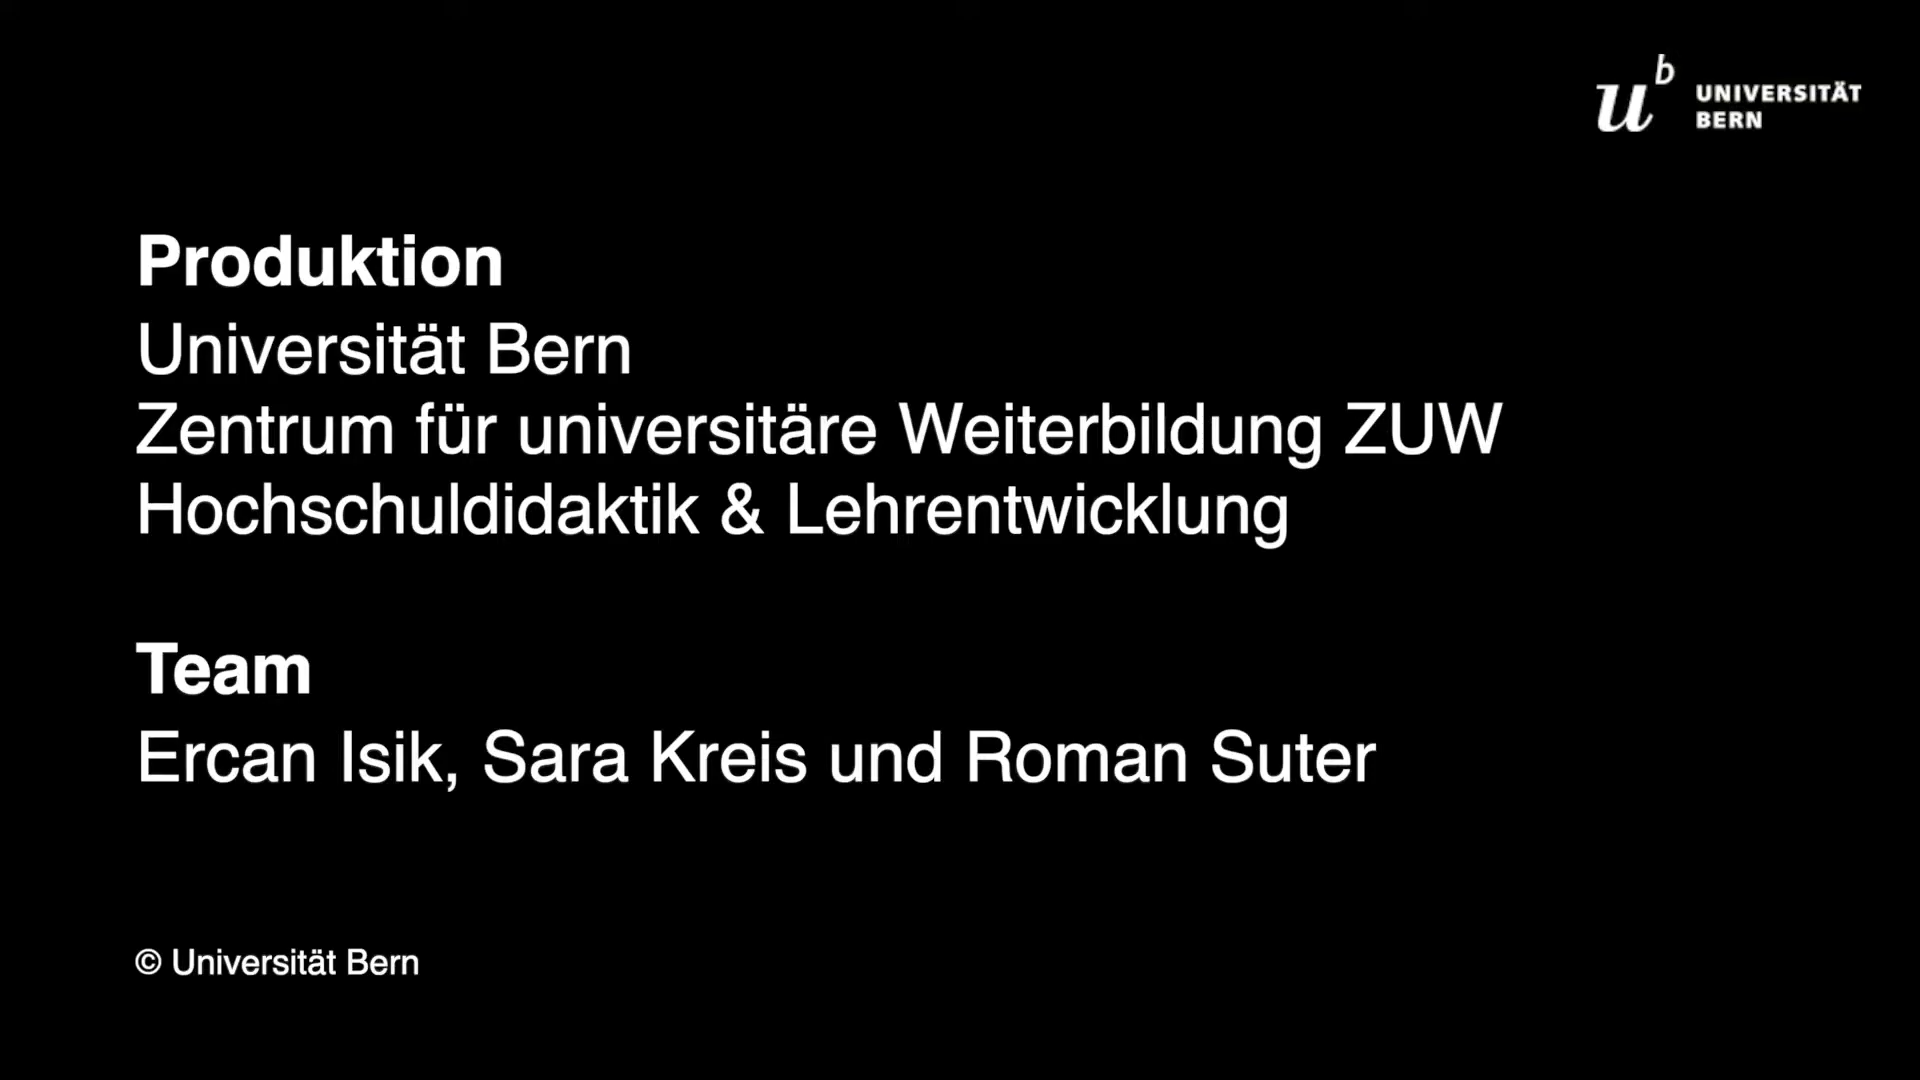 u b UNIVERSITÄT
BERN
Produktion
Universität Bern
Zentrum für universitäre Weiterbildung ZUW
Hochschuldidaktik & Lehrentwicklung
Team
Ercan Isik, Sara Kreis und Roman Suter
© Universität Bern